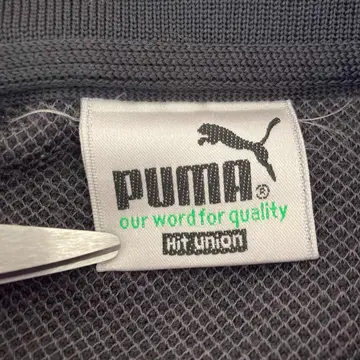 PUMA®
our word for quality
Hit union